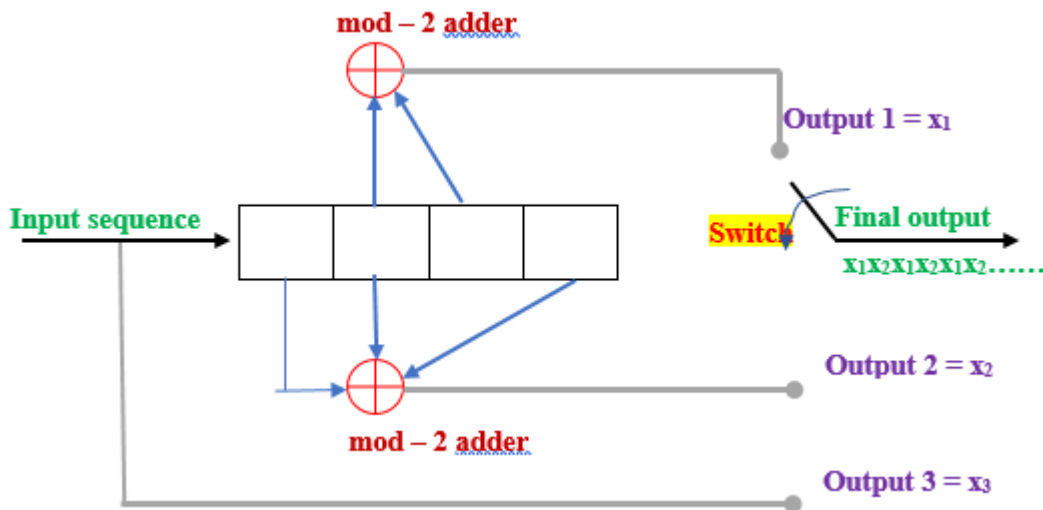 mod – 2 adder
Output 1 = x₁
Input sequence
Switch
Final output
x₁x₂x₁x₂x₁x₂......
Output 2 = x₂
mod – 2 adder
Output 3 = x₃